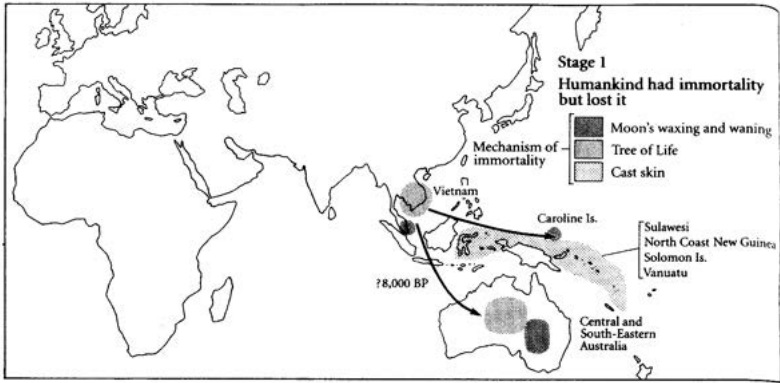 Stage 1
Humankind had immortality
but lost it
Mechanism of
immortality
Moon's waxing and waning
Tree of Life
Cast skin
Vietnam
Caroline Is.
Sulawesi
North Coast New Guinea
Solomon Is.
Vanuatu
?8,000 BP
Central and
South-Eastern
Australia